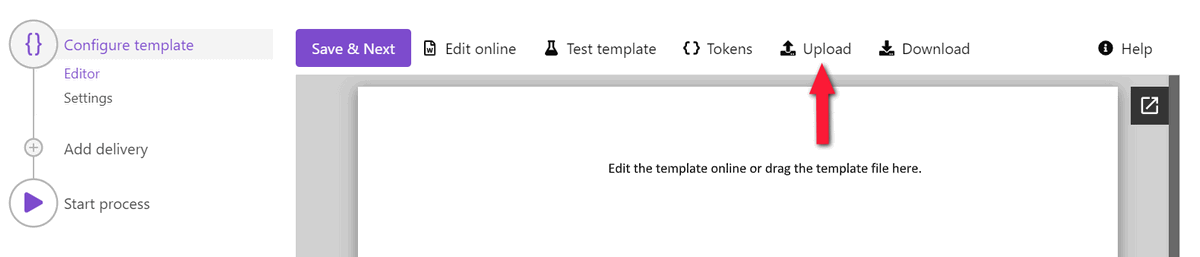 {} Configure template
Editor
Settings
Add delivery
Start process
Save & Next Edit online Test template {} Tokens Upload Download Help
Edit the template online or drag the template file here.